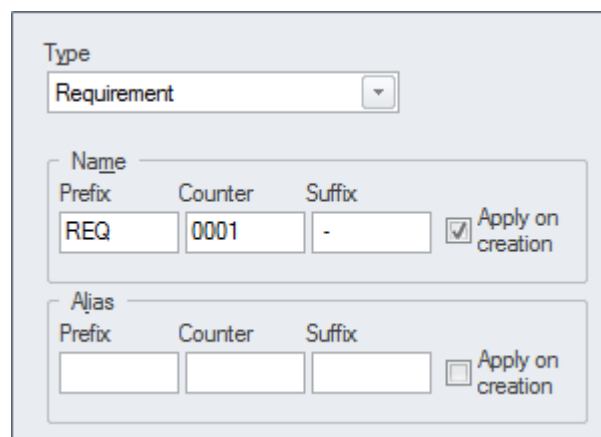 Type
Requirement
Name
Prefix Counter Suffix
REQ 0001 -
Apply on
creation
Alias
Prefix Counter Suffix
Apply on
creation